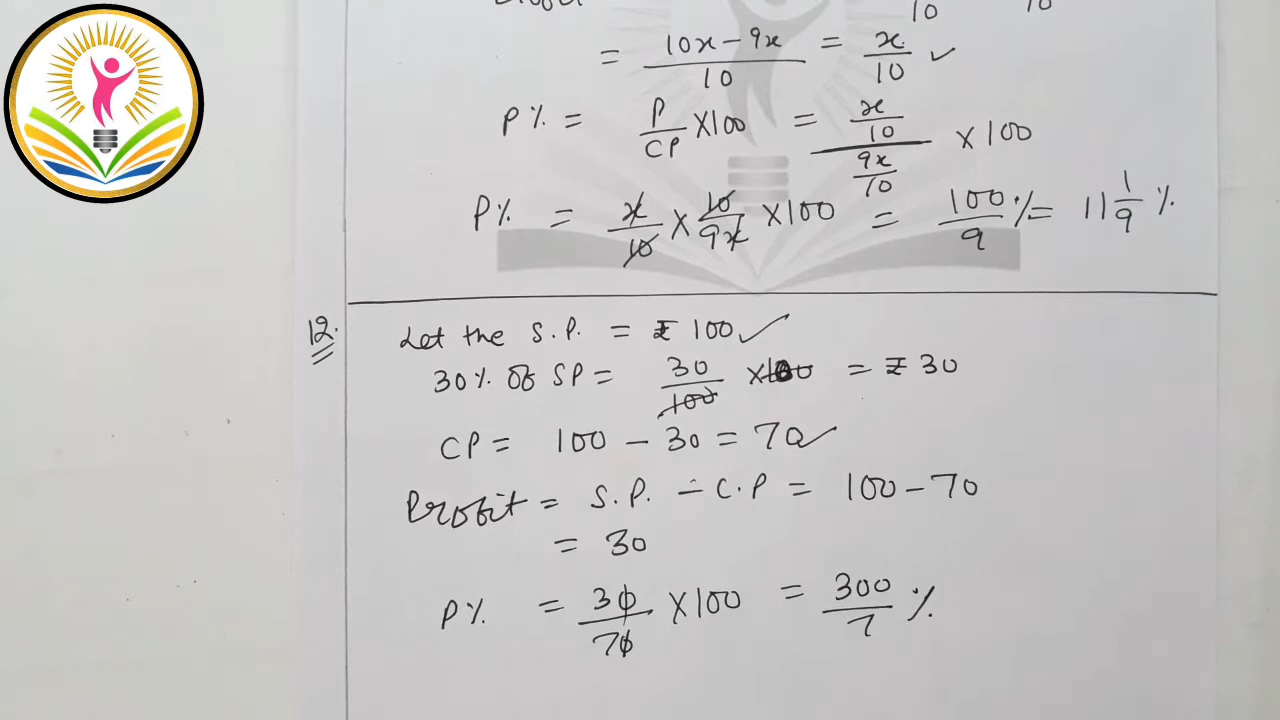 10 10
= 10x - 9x / 10 = x / 10 ✓
P% = P / CP × 100 = x/10 / 9x/10 × 100
P% = x / 10 × 10 / 9x × 100 = 100 / 9 % = 11 1/9 %
12. Let the S.P. = ₹ 100 ✓
30% of SP = 30 / 100 × 100 = ₹ 30
CP = 100 - 30 = 70 ✓
Profit = S.P. - C.P = 100 - 70
= 30
P% = 30 / 70 × 100 = 300 / 7 %